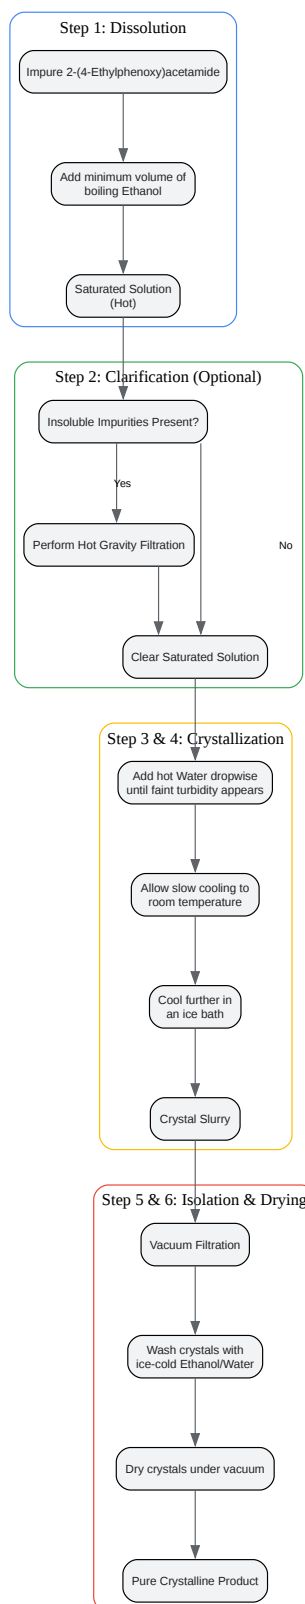 Step 1: Dissolution
Impure 2-(4-Ethylphenoxy)acetamide
Add minimum volume of
boiling Ethanol
Saturated Solution
(Hot)
Step 2: Clarification (Optional)
Insoluble Impurities Present?
Yes
Perform Hot Gravity Filtration
No
Clear Saturated Solution
Step 3 & 4: Crystallization
Add hot Water dropwise
until faint turbidity appears
Allow slow cooling to
room temperature
Cool further in
an ice bath
Crystal Slurry
Step 5 & 6: Isolation & Drying
Vacuum Filtration
Wash crystals with
ice-cold Ethanol/Water
Dry crystals under vacuum
Pure Crystalline Product